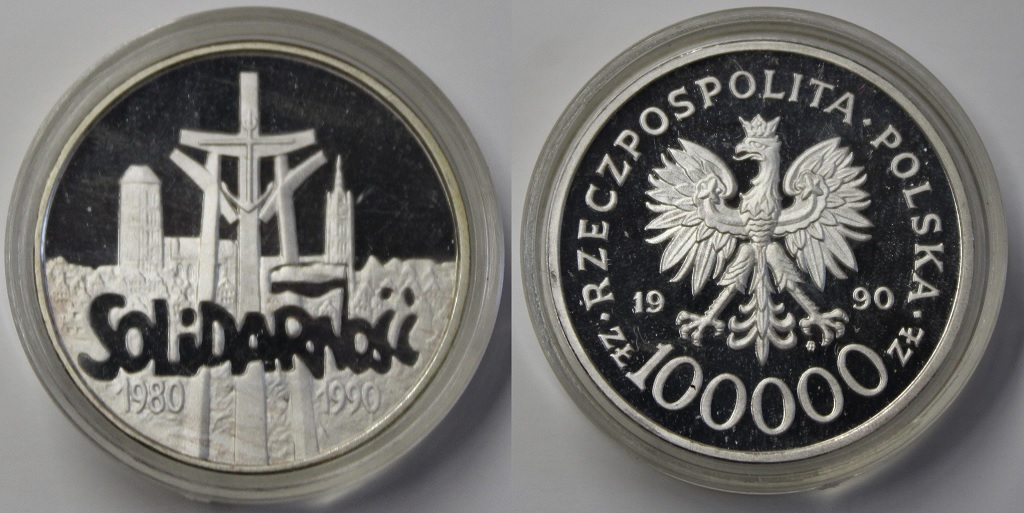 SOLiDARNOŚĆ
1980 1990
· RZECZPOSPOLITA · POLSKA ·
19 90
ZŁ 100000 ZŁ